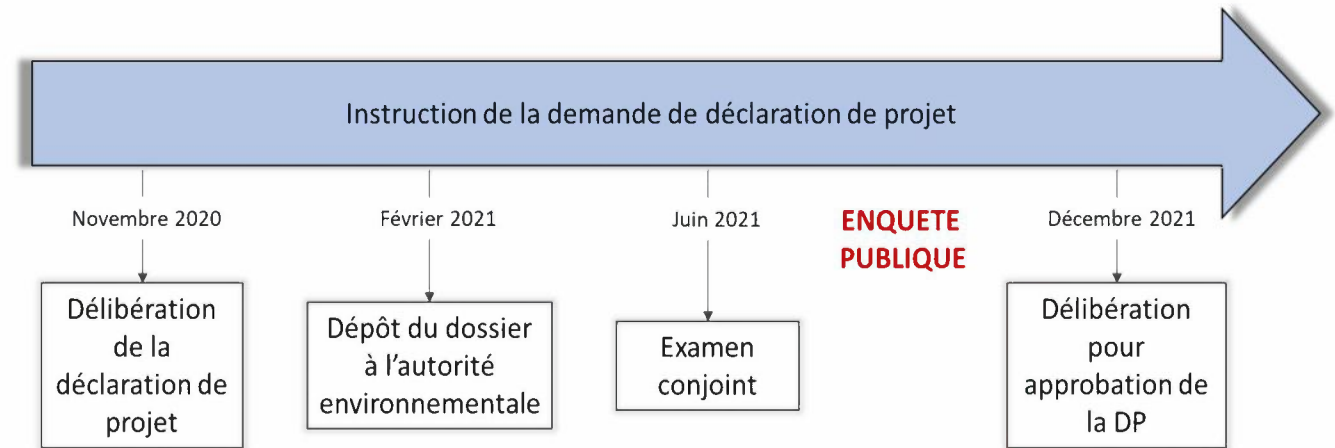 Instruction de la demande de déclaration de projet
Novembre 2020
Février 2021
Juin 2021
ENQUETE
PUBLIQUE
Décembre 2021
Délibération
de la
déclaration de
projet
Dépôt du dossier
à l’autorité
environnementale
Examen
conjoint
Délibération
pour
approbation de
la DP